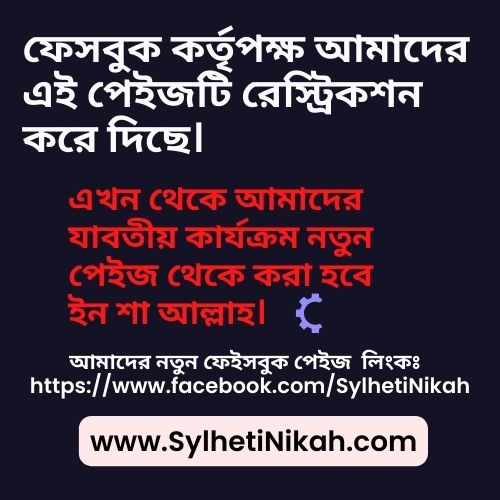 ফেসবুক কর্তৃপক্ষ আমাদের
এই পেইজটি রেস্ট্রিকশন
করে দিছে।
এখন থেকে আমাদের
যাবতীয় কার্যক্রম নতুন
পেইজ থেকে করা হবে
ইন শা আল্লাহ।
আমাদের নতুন ফেইসবুক পেইজ লিংকঃ
https://www.facebook.com/SylhetiNikah
www.SylhetiNikah.com